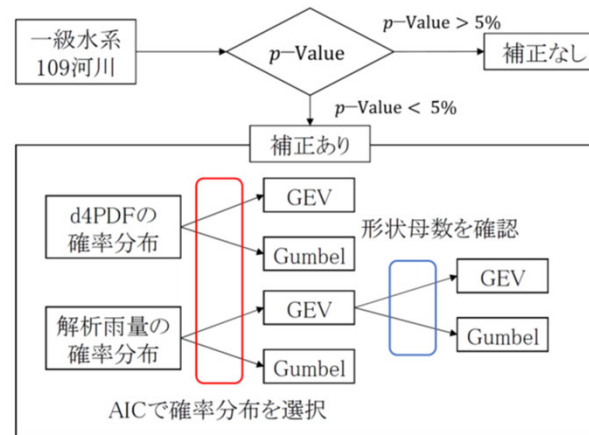 一級水系
109河川
p−Value
p−Value > 5%
補正なし
p−Value < 5%
補正あり
d4PDFの
確率分布
GEV
Gumbel
形状母数を確認
解析雨量の
確率分布
GEV
Gumbel
GEV
Gumbel
AICで確率分布を選択